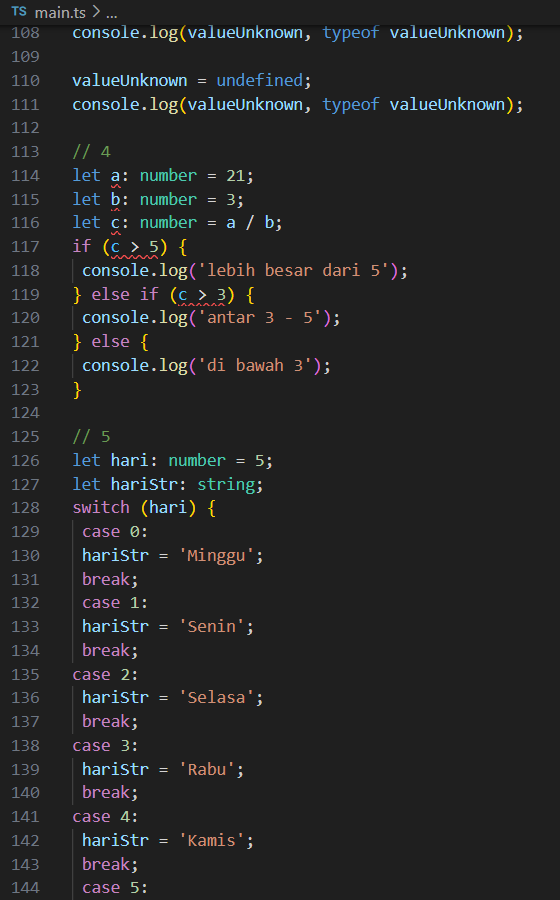 TS main.ts > ...
108 console.log(valueUnknown, typeof valueUnknown);
109
110 valueUnknown = undefined;
111 console.log(valueUnknown, typeof valueUnknown);
112
113 // 4
114 let a: number = 21;
115 let b: number = 3;
116 let c: number = a / b;
117 if (c > 5) {
118  console.log('lebih besar dari 5');
119 } else if (c > 3) {
120  console.log('antar 3 - 5');
121 } else {
122  console.log('di bawah 3');
123 }
124
125 // 5
126 let hari: number = 5;
127 let hariStr: string;
128 switch (hari) {
129  case 0:
130  hariStr = 'Minggu';
131  break;
132  case 1:
133  hariStr = 'Senin';
134  break;
135 case 2:
136  hariStr = 'Selasa';
137  break;
138 case 3:
139  hariStr = 'Rabu';
140  break;
141 case 4:
142  hariStr = 'Kamis';
143  break;
144  case 5: